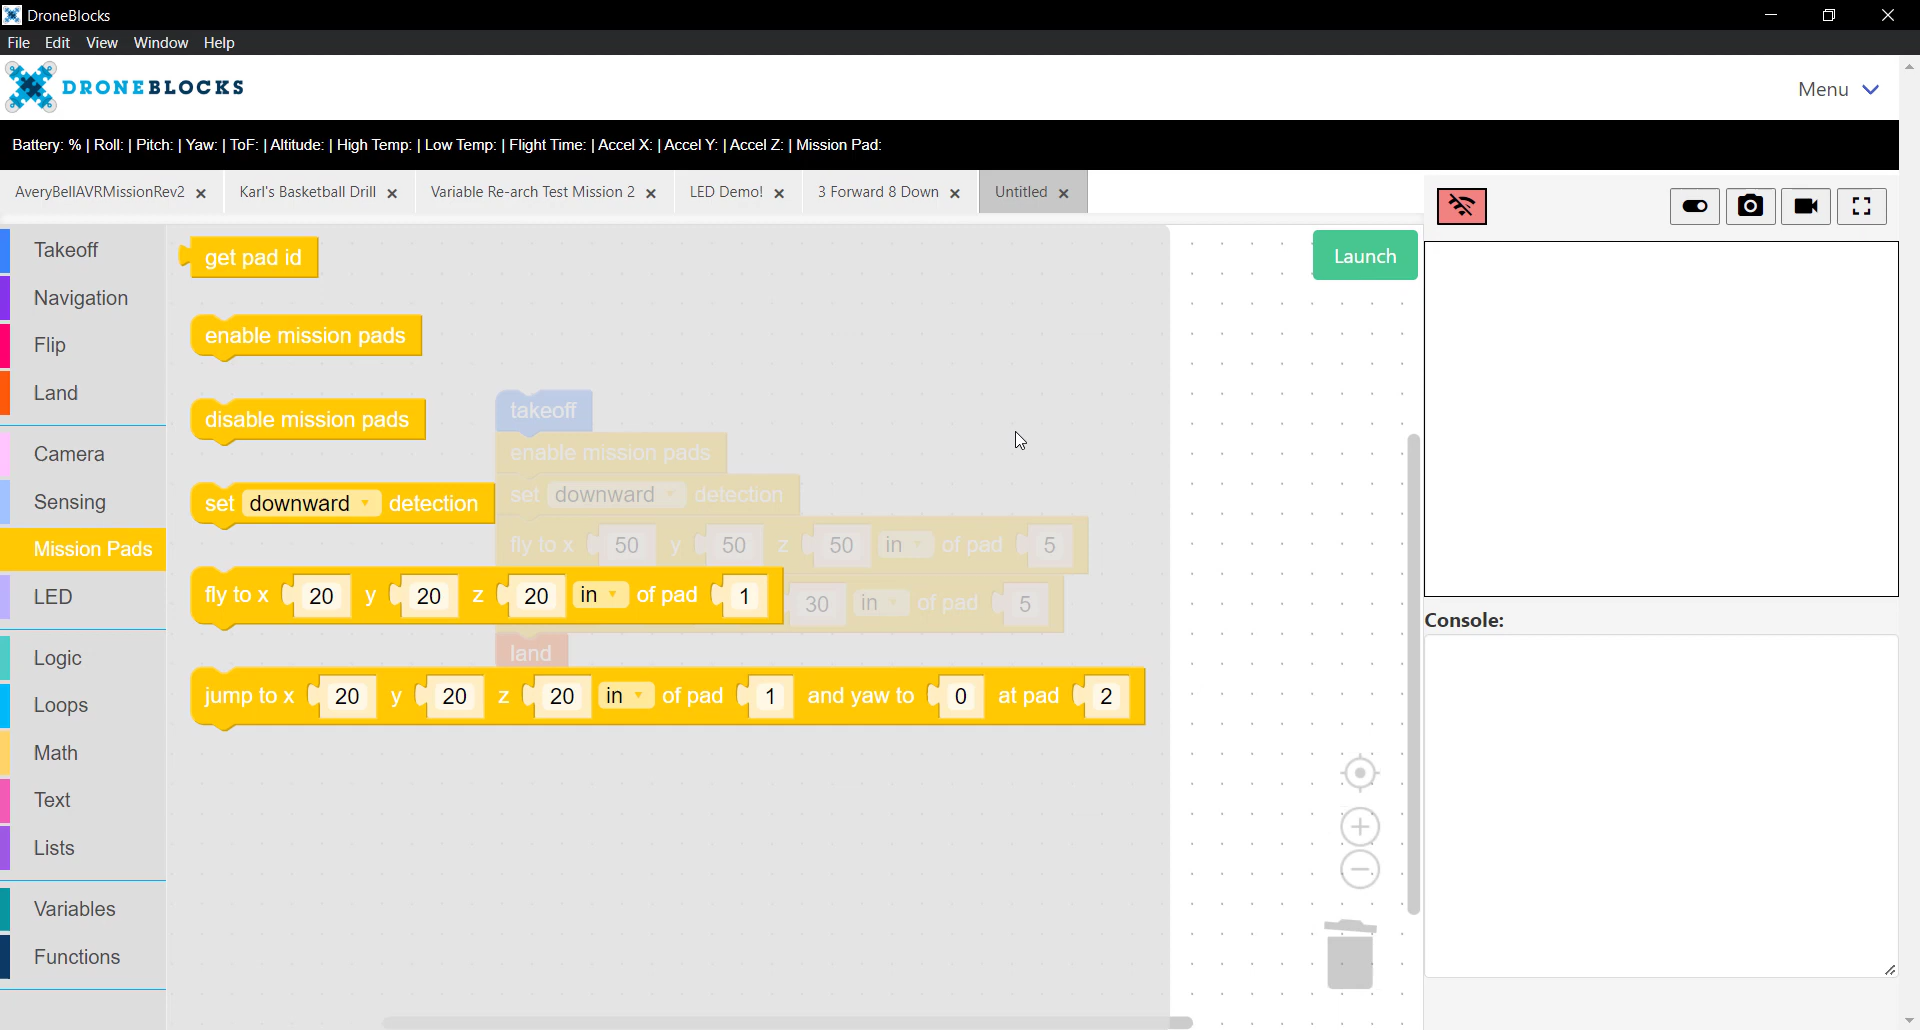 DroneBlocks
File Edit View Window Help
DRONEBLOCKS
Menu
Battery: % | Roll: | Pitch: | Yaw: | ToF: | Altitude: | High Temp: | Low Temp: | Flight Time: | Accel X: | Accel Y: | Accel Z: | Mission Pad:
AveryBellAVRMissionRev2 Karl's Basketball Drill Variable Re-arch Test Mission 2 LED Demo! 3 Forward 8 Down Untitled
Takeoff
Navigation
Flip
Land
Camera
Sensing
Mission Pads
LED
Logic
Loops
Math
Text
Lists
Variables
Functions
get pad id
enable mission pads
disable mission pads
set downward detection
fly to x 20 y 20 z 20 in of pad 1
jump to x 20 y 20 z 20 in of pad 1 and yaw to 0 at pad 2
takeoff
enable mission pads
set downward detection
fly to x 50 y 50 z 50 in of pad 5
30 in of pad 5
land
Launch
Console: